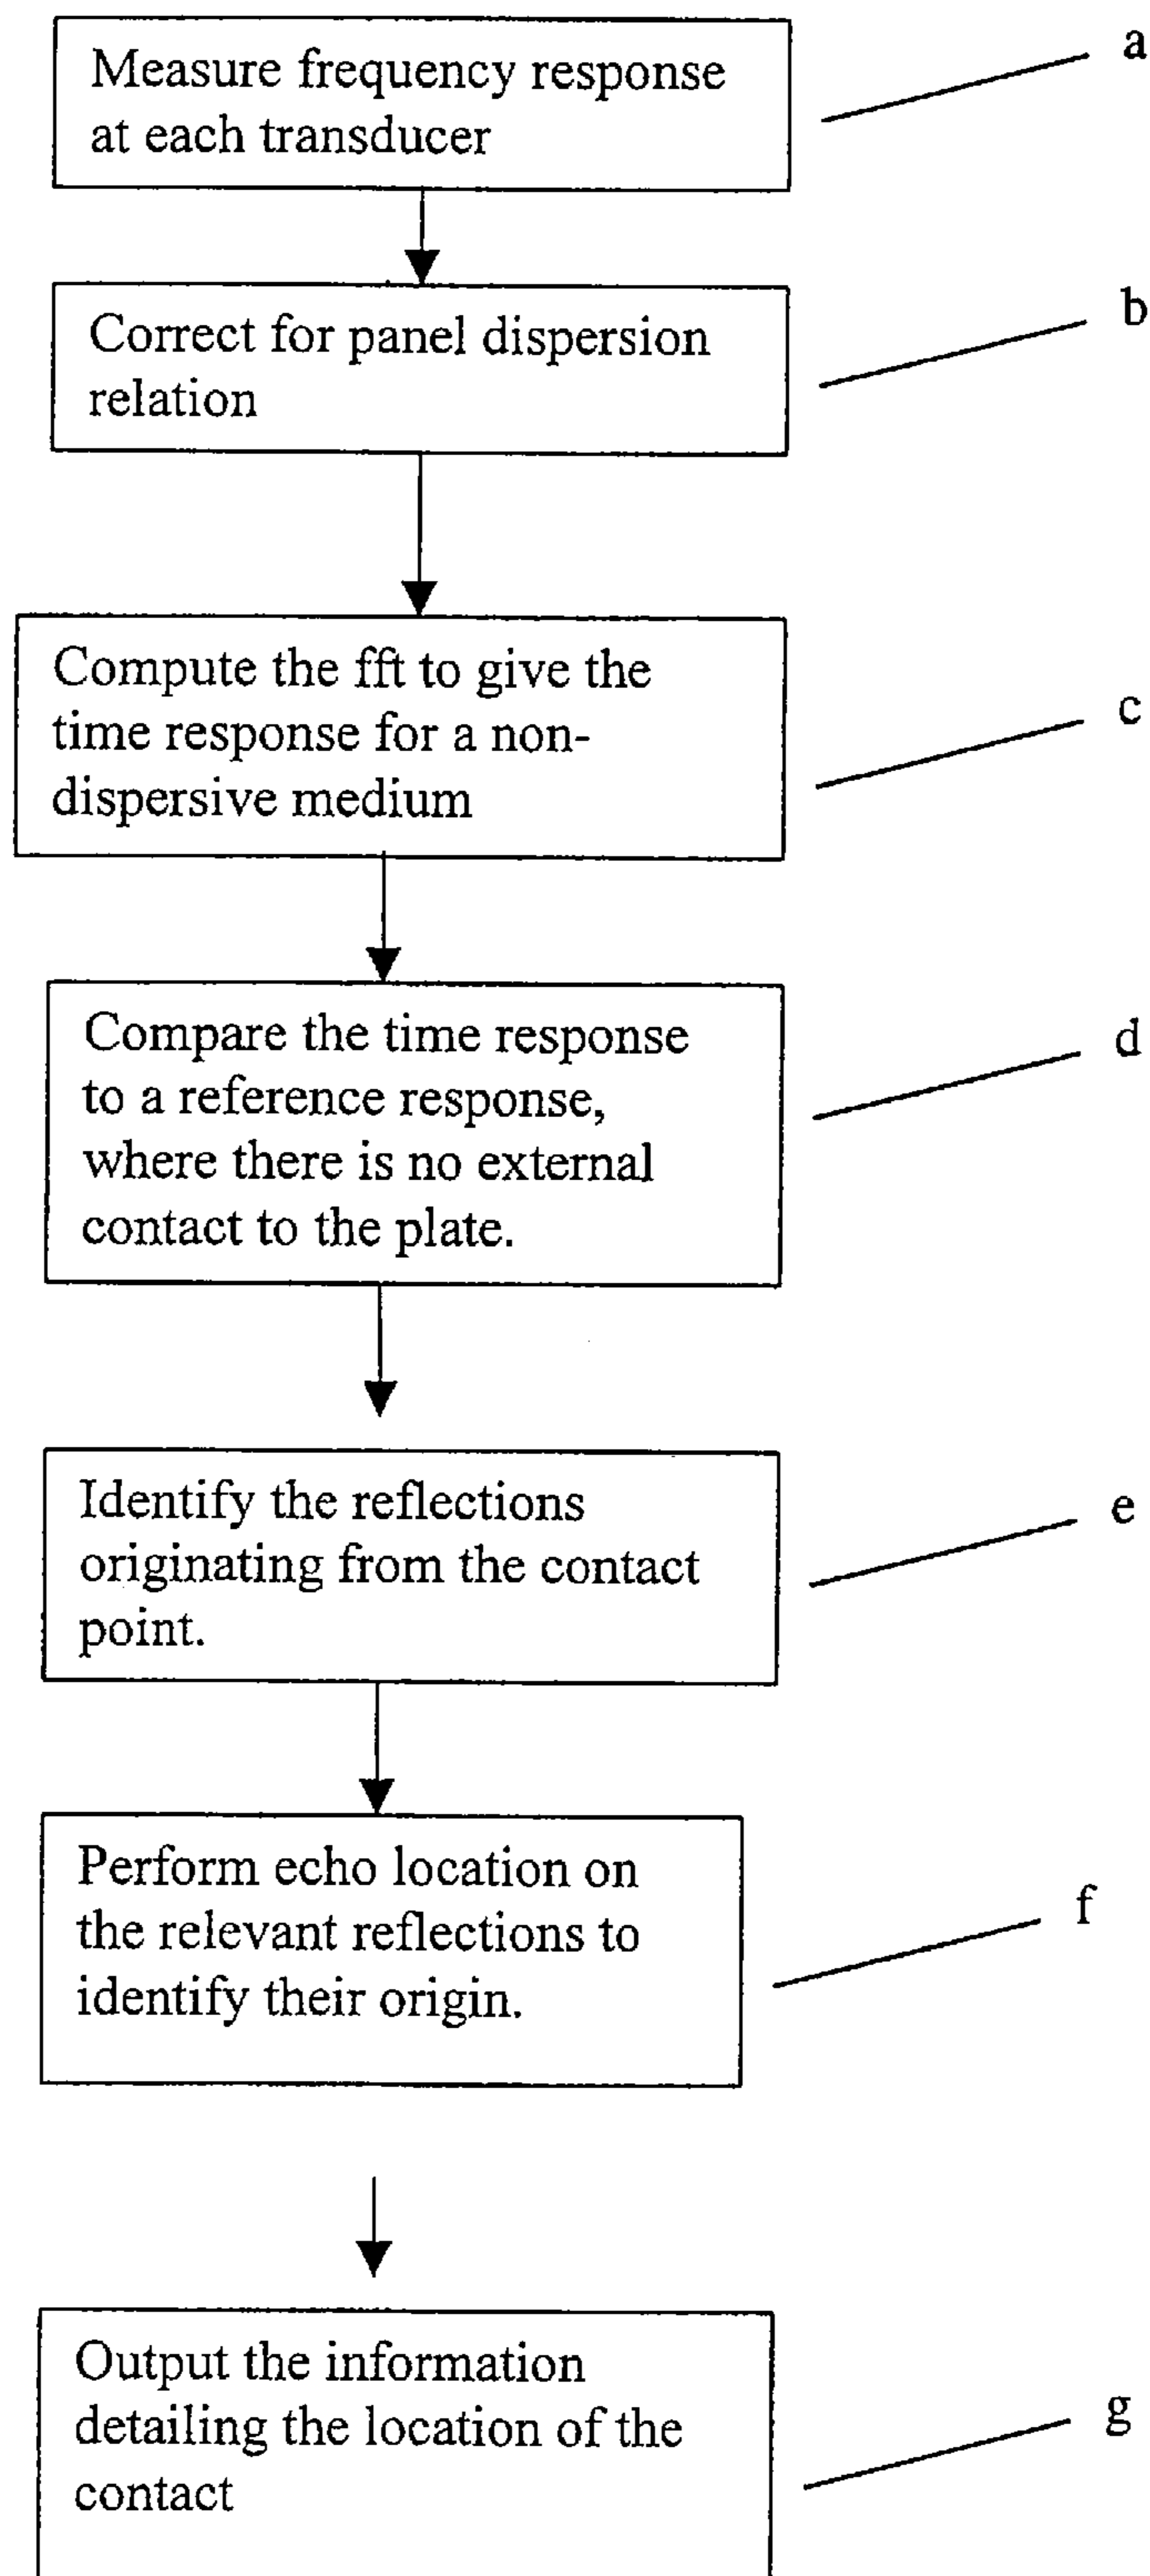 Measure frequency response
at each transducer
a
Correct for panel dispersion
relation
b
Compute the fft to give the
time response for a non-
dispersive medium
c
Compare the time response
to a reference response,
where there is no external
contact to the plate.
d
Identify the reflections
originating from the contact
point.
e
Perform echo location on
the relevant reflections to
identify their origin.
f
Output the information
detailing the location of the
contact
g